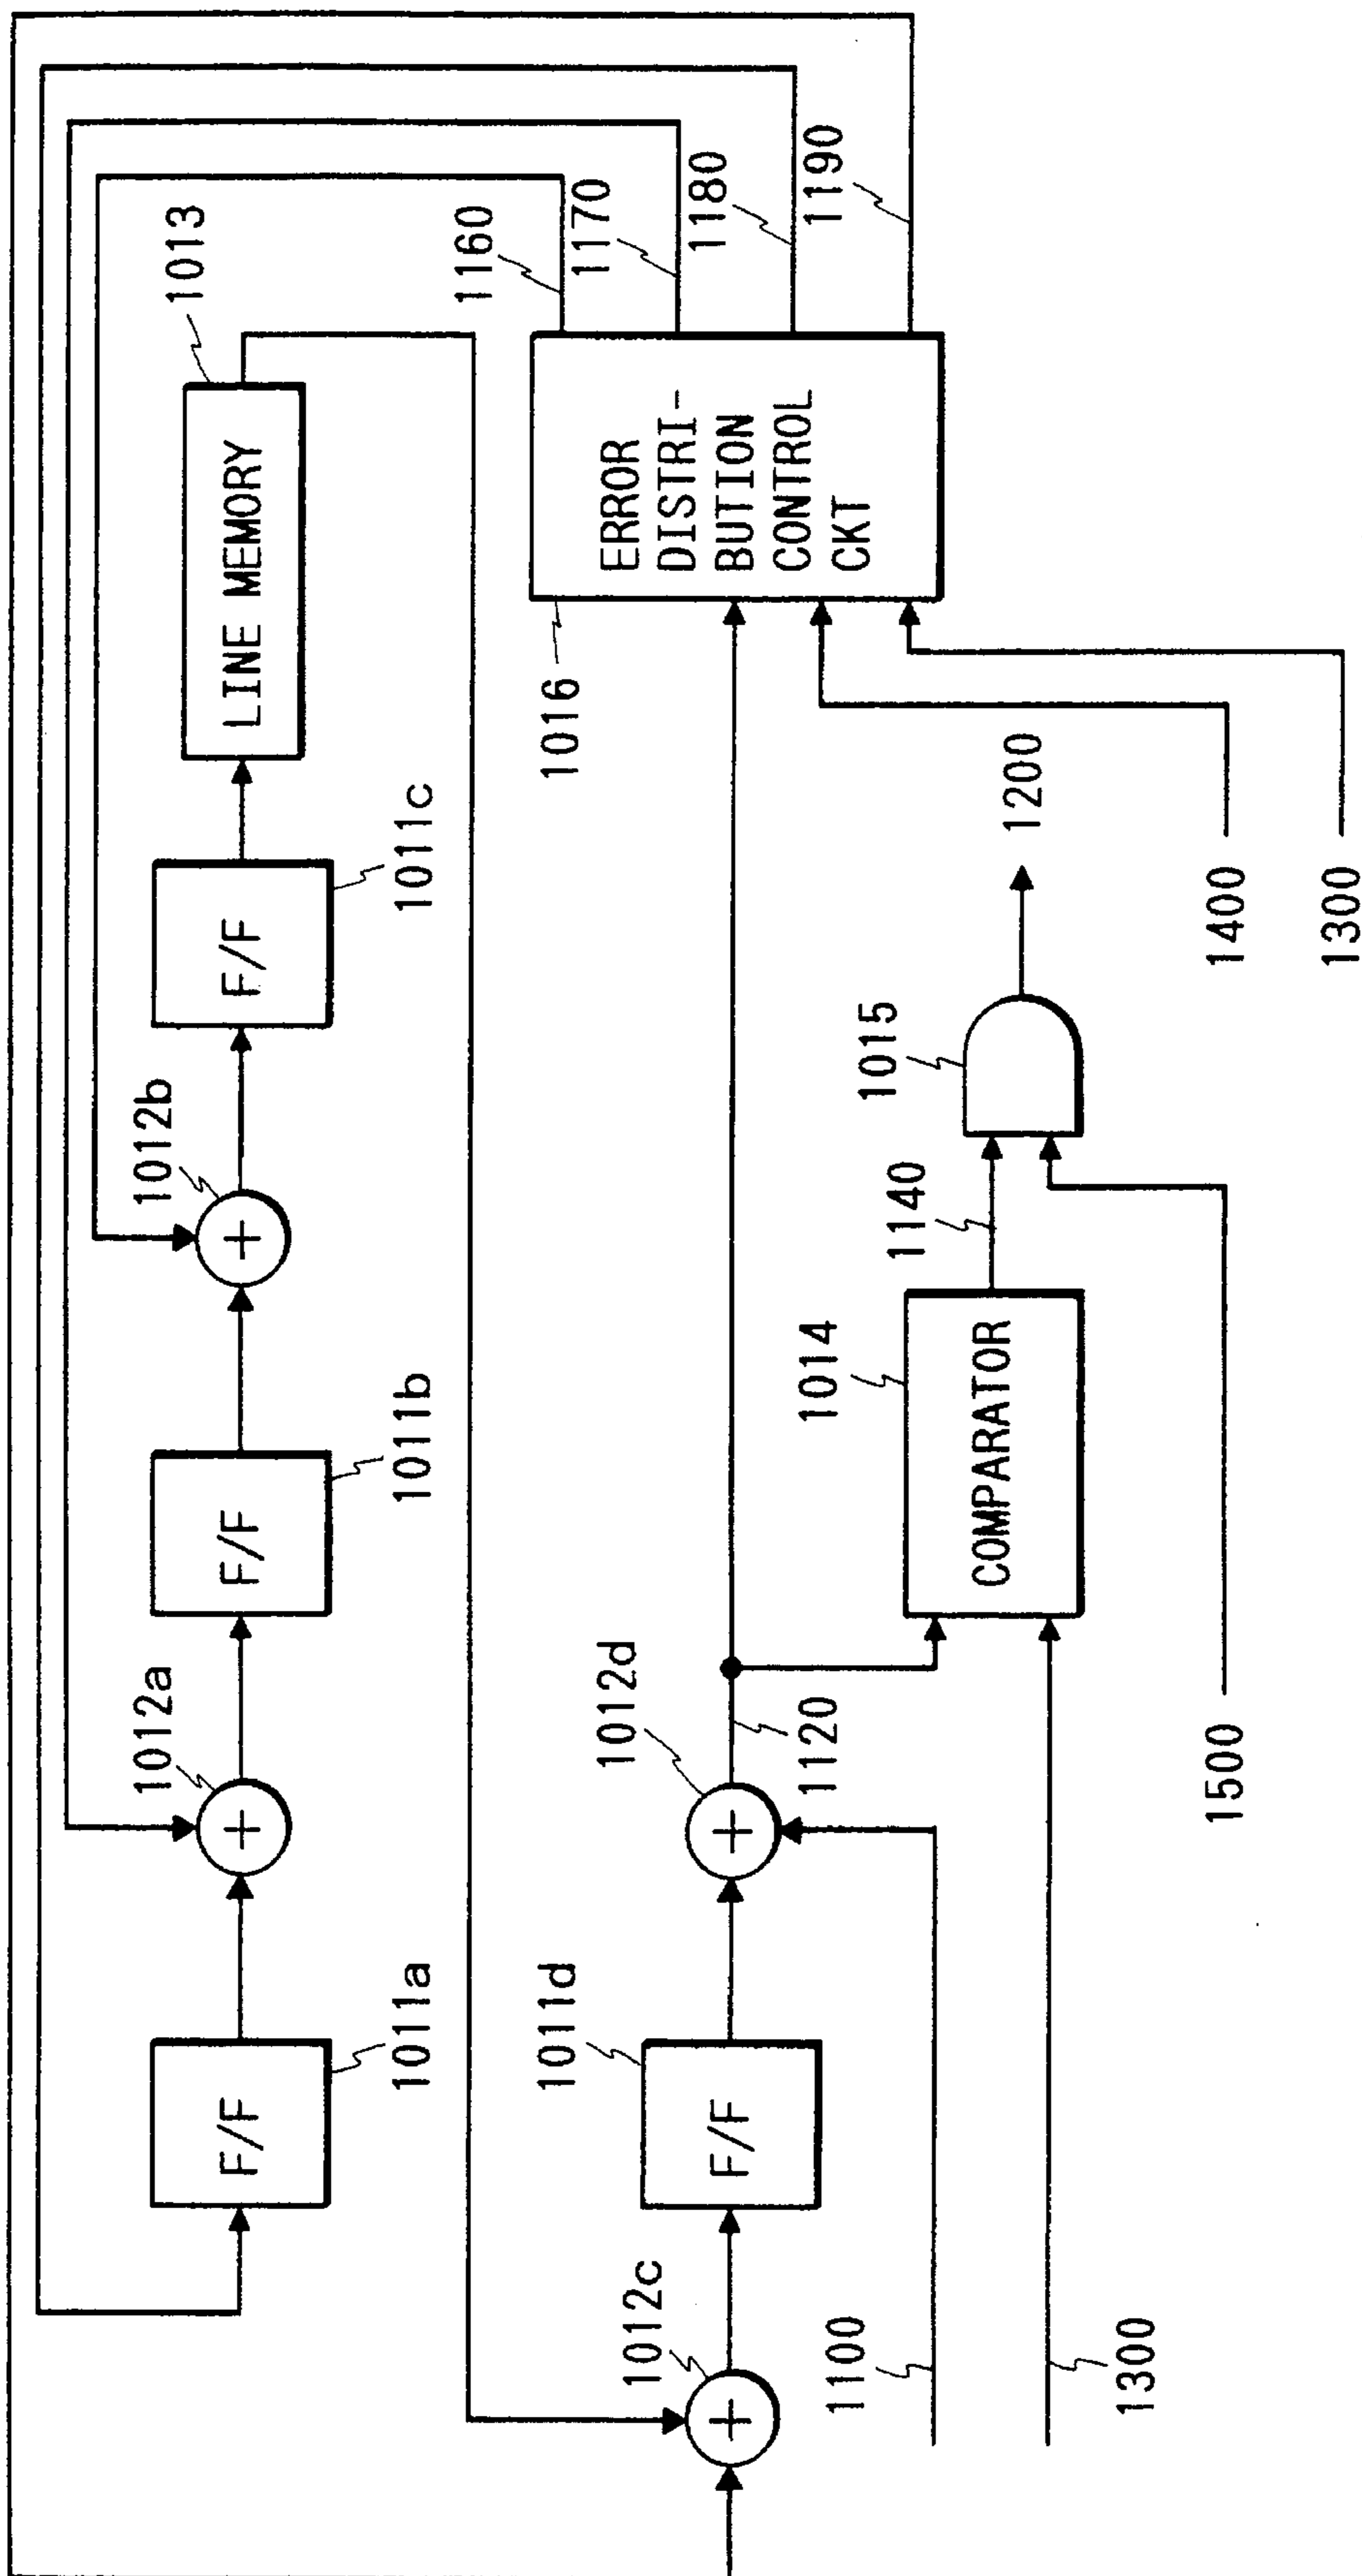 1011a
F/F
1012a
1011b
F/F
1012b
1011c
F/F
1013
LINE MEMORY
1160
1170
1180
1190
1012c
1011d
F/F
1012d
1120
1016
ERROR
DISTRI-
BUTION
CONTROL
CKT
1100
1300
1014
COMPARATOR
1140
1015
1200
1500
1400
1300